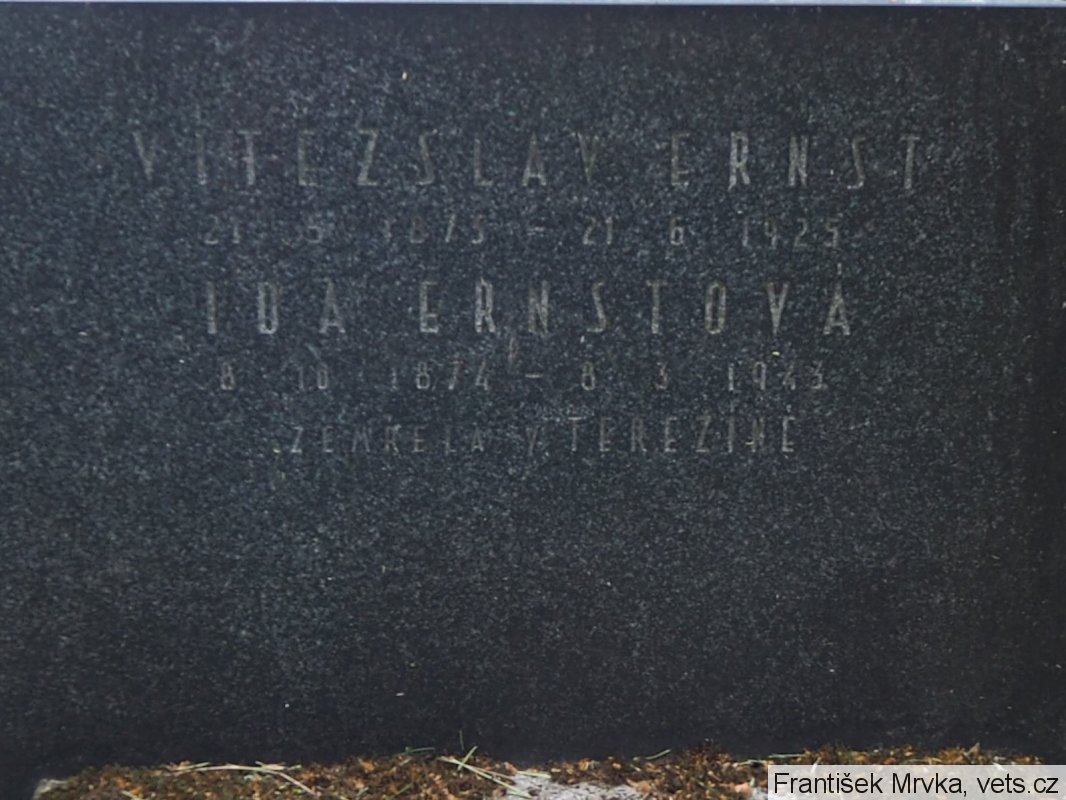 VÍTĚZSLAV ERNST
21 5 1875 - 21 6 1925
IDA ERNSTOVÁ
8 10 1874 - 8 3 1943
ZEMŘELA V TEREZÍNĚ
František Mrvka, vets.cz